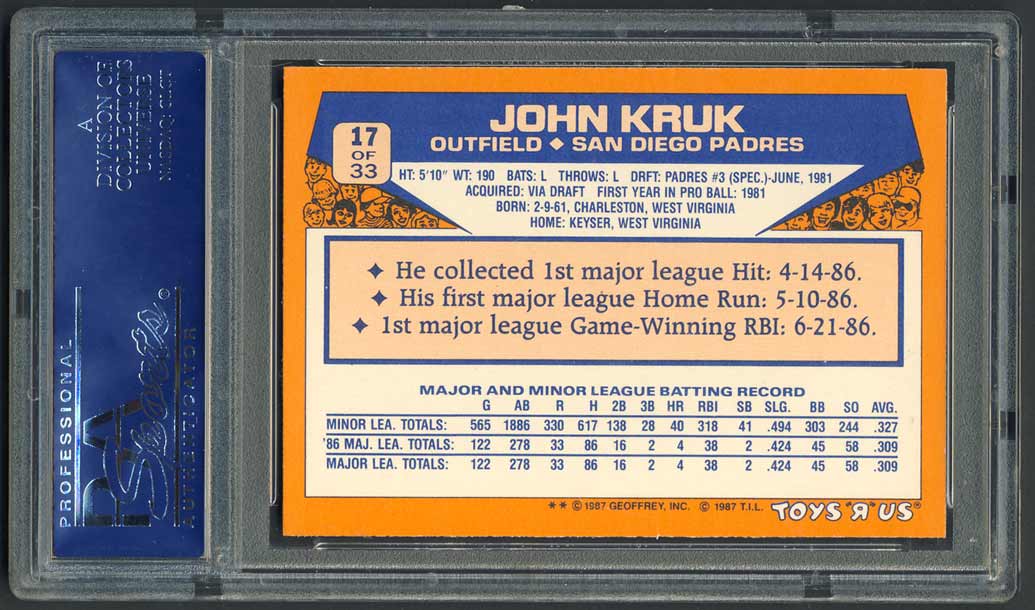 A
DIVISION OF
COLLECTORS
UNIVERSE
NASDAQ: CLCT
PROFESSIONAL
PSA
Sports ©
AUTHENTICATOR
17
OF
33
JOHN KRUK
OUTFIELD ◆ SAN DIEGO PADRES
HT: 5'10" WT: 190 BATS: L THROWS: L DRFT: PADRES #3 (SPEC.)-JUNE, 1981
ACQUIRED: VIA DRAFT FIRST YEAR IN PRO BALL: 1981
BORN: 2-9-61, CHARLESTON, WEST VIRGINIA
HOME: KEYSER, WEST VIRGINIA
✦ He collected 1st major league Hit: 4-14-86.
✦ His first major league Home Run: 5-10-86.
✦ 1st major league Game-Winning RBI: 6-21-86.
MAJOR AND MINOR LEAGUE BATTING RECORD
G AB R H 2B 3B HR RBI SB SLG. BB SO AVG.
MINOR LEA. TOTALS: 565 1886 330 617 138 28 40 318 41 .494 303 244 .327
'86 MAJ. LEA. TOTALS: 122 278 33 86 16 2 4 38 2 .424 45 58 .309
MAJOR LEA. TOTALS: 122 278 33 86 16 2 4 38 2 .424 45 58 .309
** © 1987 GEOFFREY, INC. © 1987 T.I.L. TOYS "Я" US®